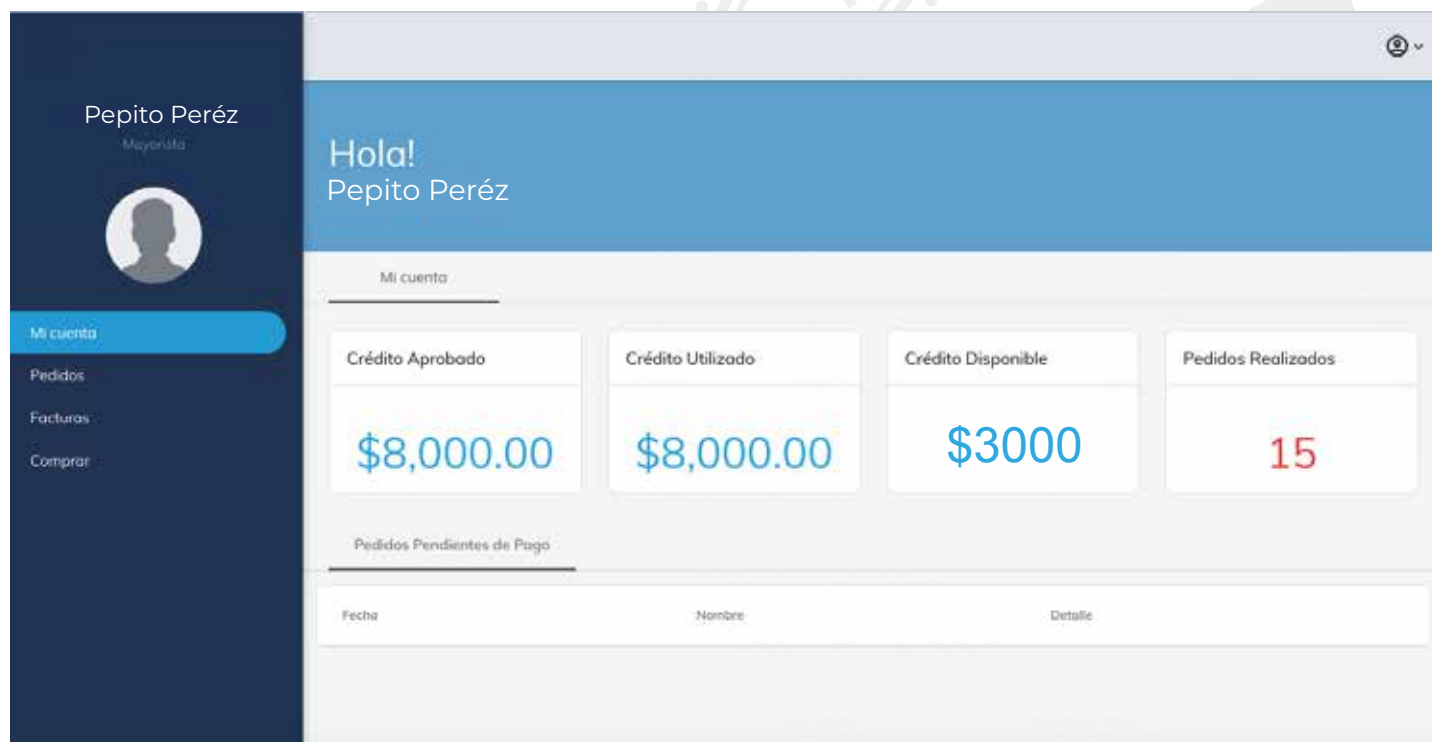 Pepito Peréz
Mayorista
Mi cuenta
Pedidos
Facturas
Comprar
Hola!
Pepito Peréz
Mi cuenta
Crédito Aprobado
$8,000.00
Crédito Utilizado
$8,000.00
Crédito Disponible
$3000
Pedidos Realizados
15
Pedidos Pendientes de Pago
Fecha Nombre Detalle